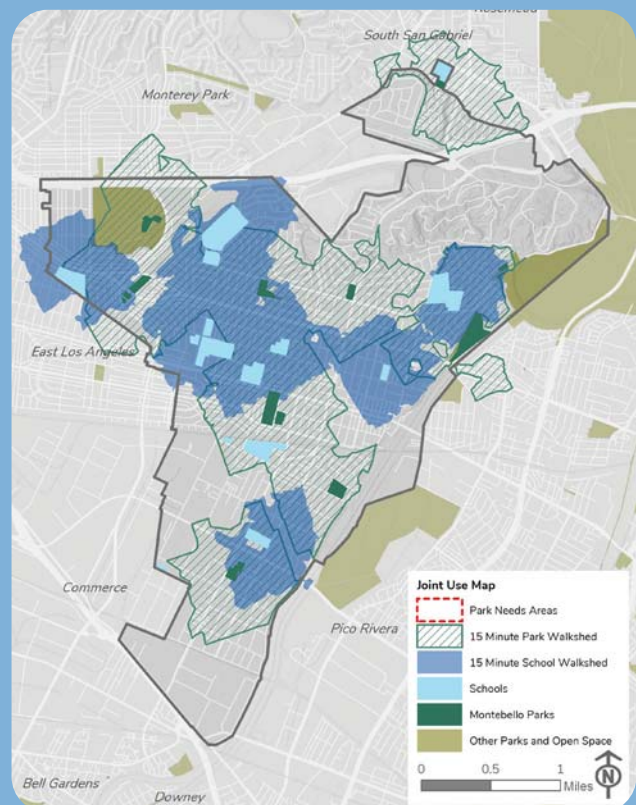 Rosemead
South San Gabriel
Monterey Park
East Los Angeles
Commerce
Pico Rivera
Bell Gardens
Downey
Joint Use Map
Park Needs Areas
15 Minute Park Walkshed
15 Minute School Walkshed
Schools
Montebello Parks
Other Parks and Open Space
0 0.5 1
Miles
N